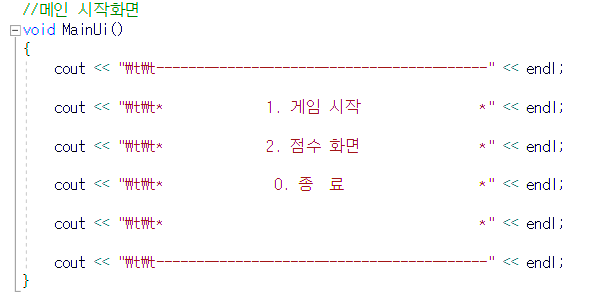 //메인 시작화면
void MainUi()
{
cout << "₩t₩t-----------------------------------------" << endl;
cout << "₩t₩t*             1. 게임 시작               *" << endl;
cout << "₩t₩t*             2. 점수 화면               *" << endl;
cout << "₩t₩t*              0. 종  료                 *" << endl;
cout << "₩t₩t*                                        *" << endl;
cout << "₩t₩t-----------------------------------------" << endl;
}